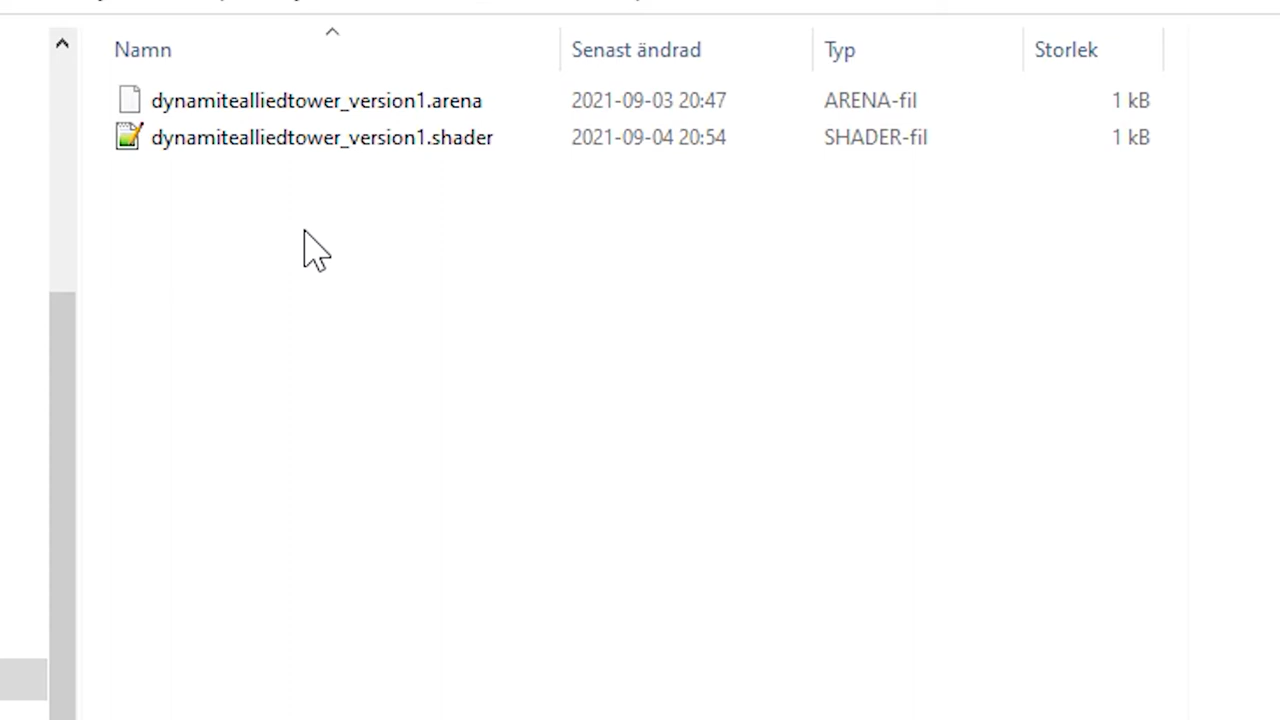 Namn Senast ändrad Typ Storlek
dynamitealliedtower_version1.arena 2021-09-03 20:47 ARENA-fil 1 kB
dynamitealliedtower_version1.shader 2021-09-04 20:54 SHADER-fil 1 kB